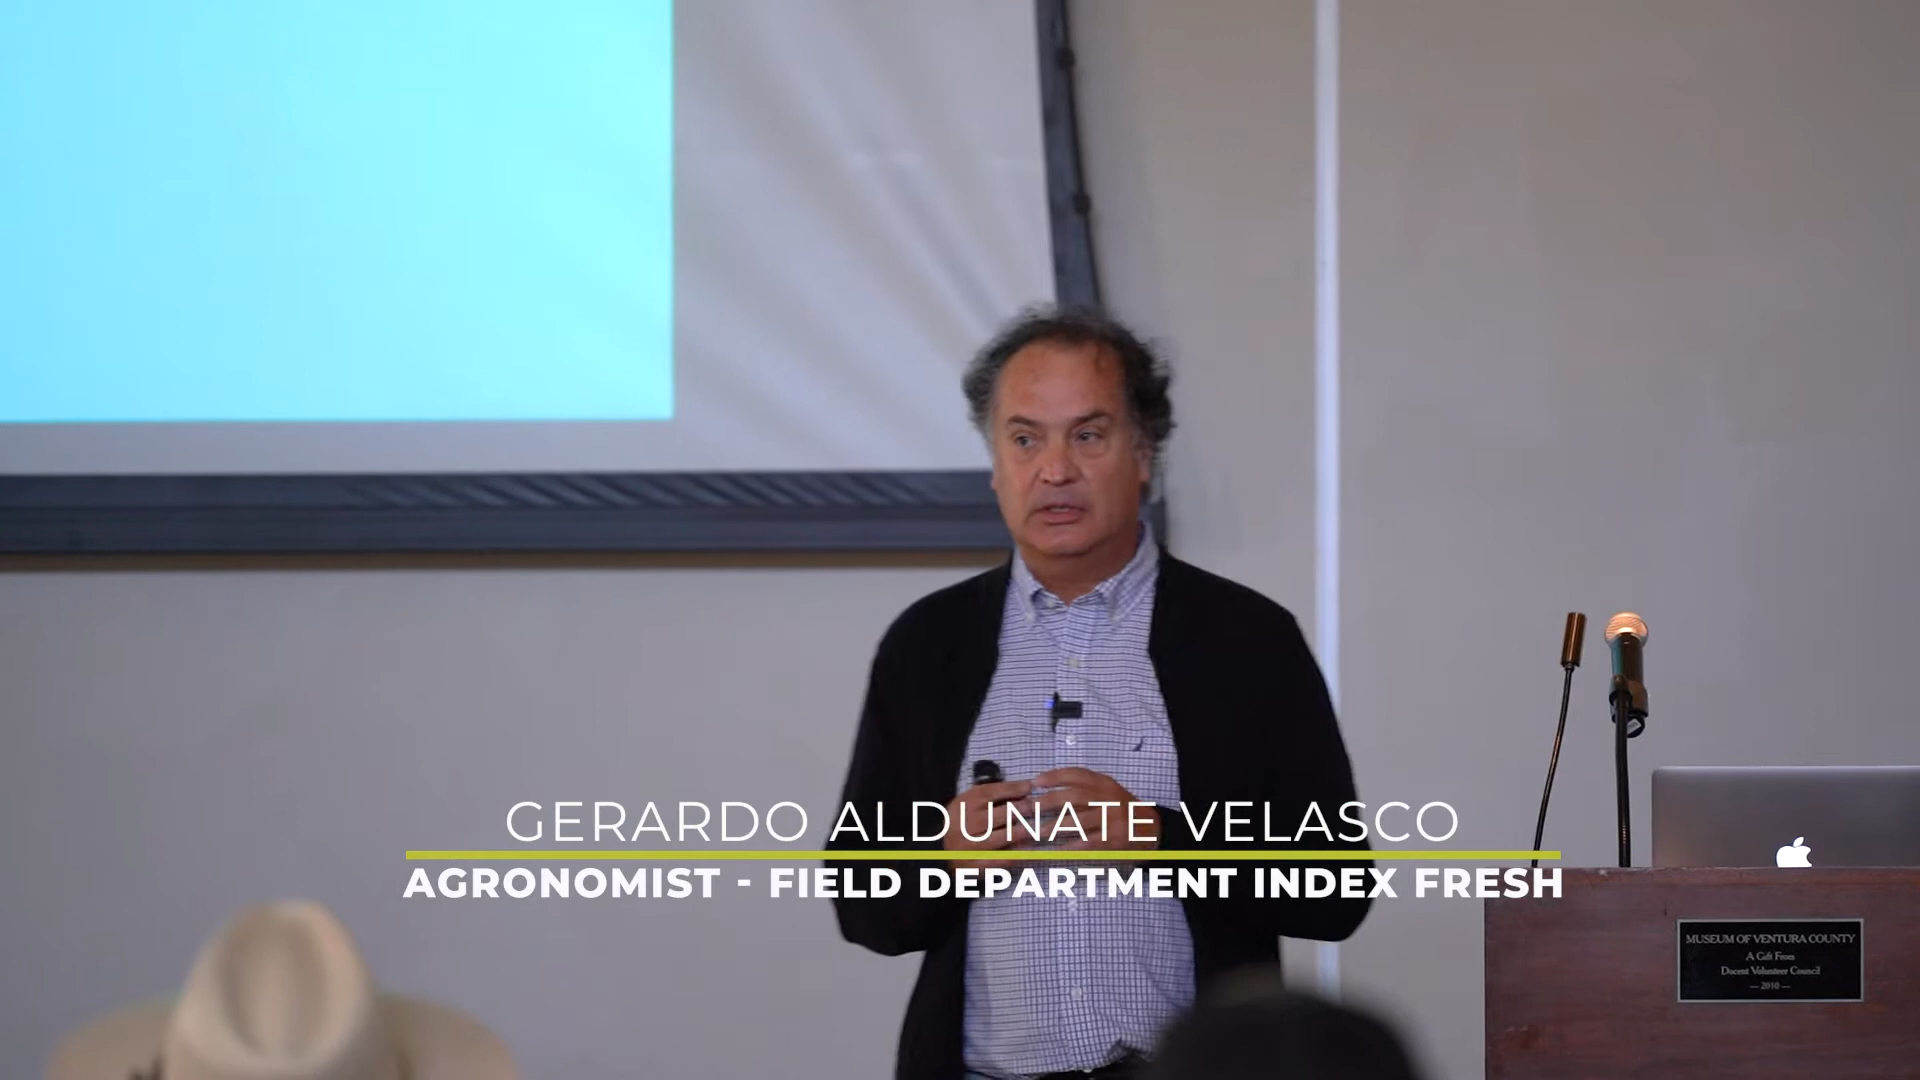 GERARDO ALDUNATE VELASCO
AGRONOMIST - FIELD DEPARTMENT INDEX FRESH
MUSEUM OF VENTURA COUNTY
A Gift From
Docent Volunteer Council
— 2010 —